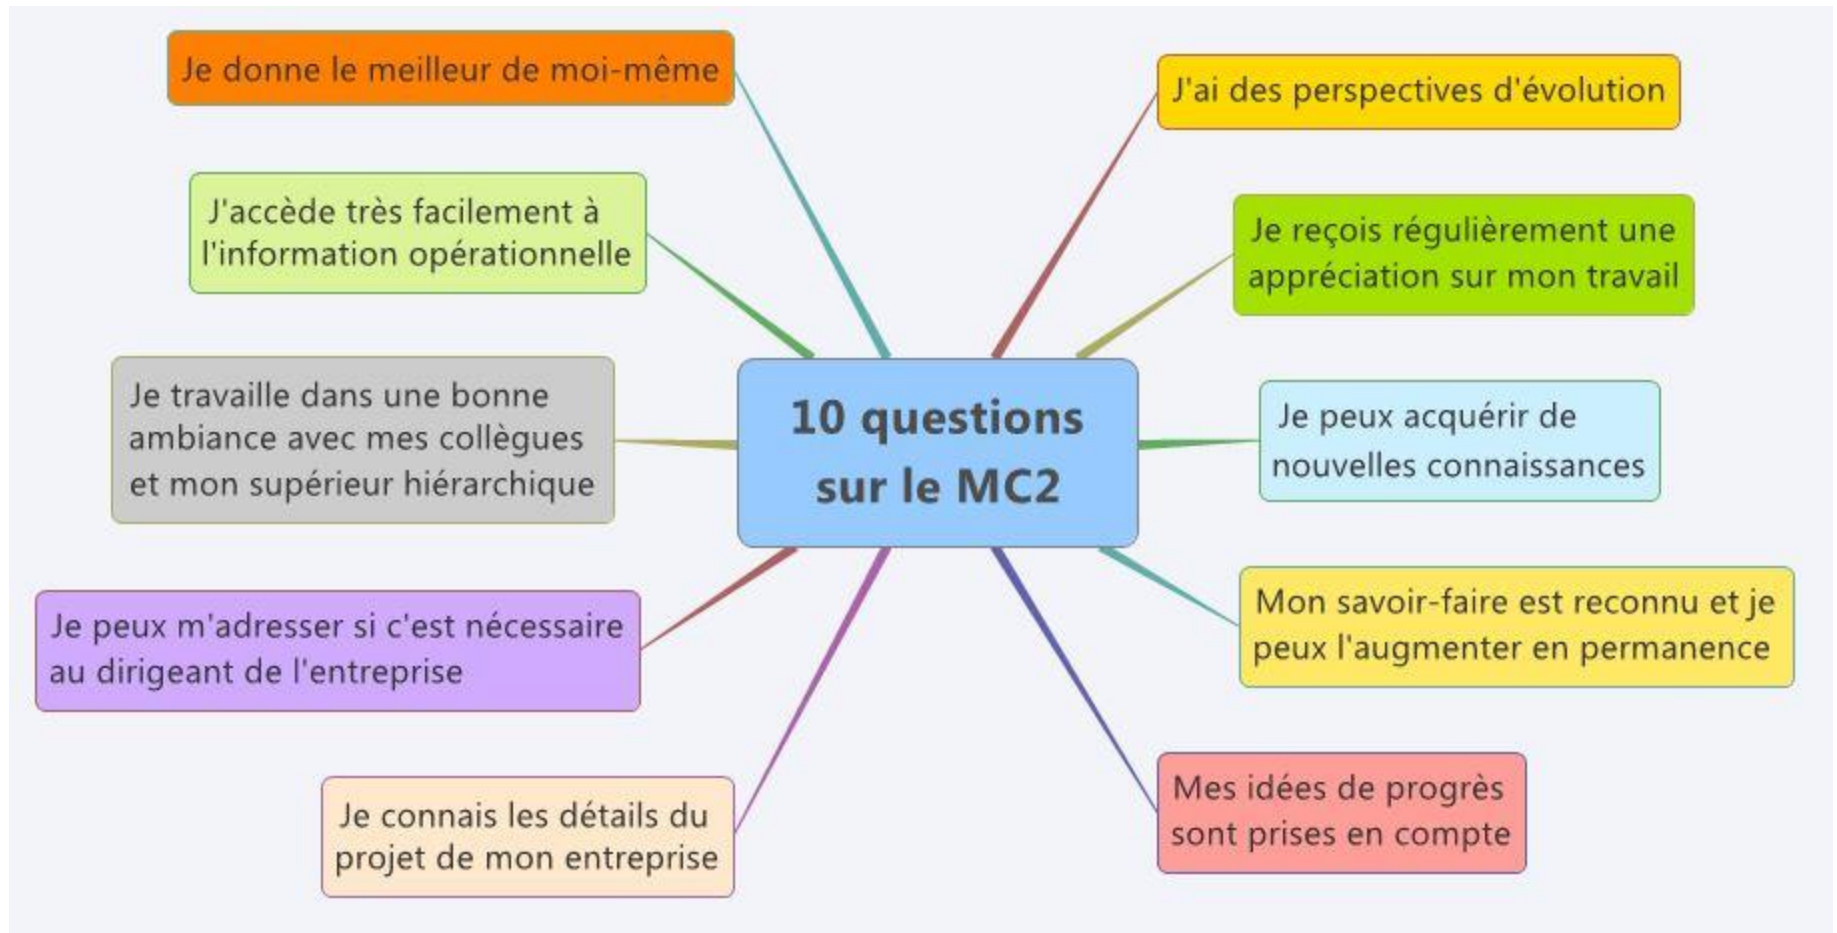 10 questions
sur le MC2
J'ai des perspectives d'évolution
Je reçois régulièrement une
appréciation sur mon travail
Je peux acquérir de
nouvelles connaissances
Mon savoir-faire est reconnu et je
peux l'augmenter en permanence
Mes idées de progrès
sont prises en compte
Je connais les détails du
projet de mon entreprise
Je peux m'adresser si c'est nécessaire
au dirigeant de l'entreprise
Je travaille dans une bonne
ambiance avec mes collègues
et mon supérieur hiérarchique
J'accède très facilement à
l'information opérationnelle
Je donne le meilleur de moi-même